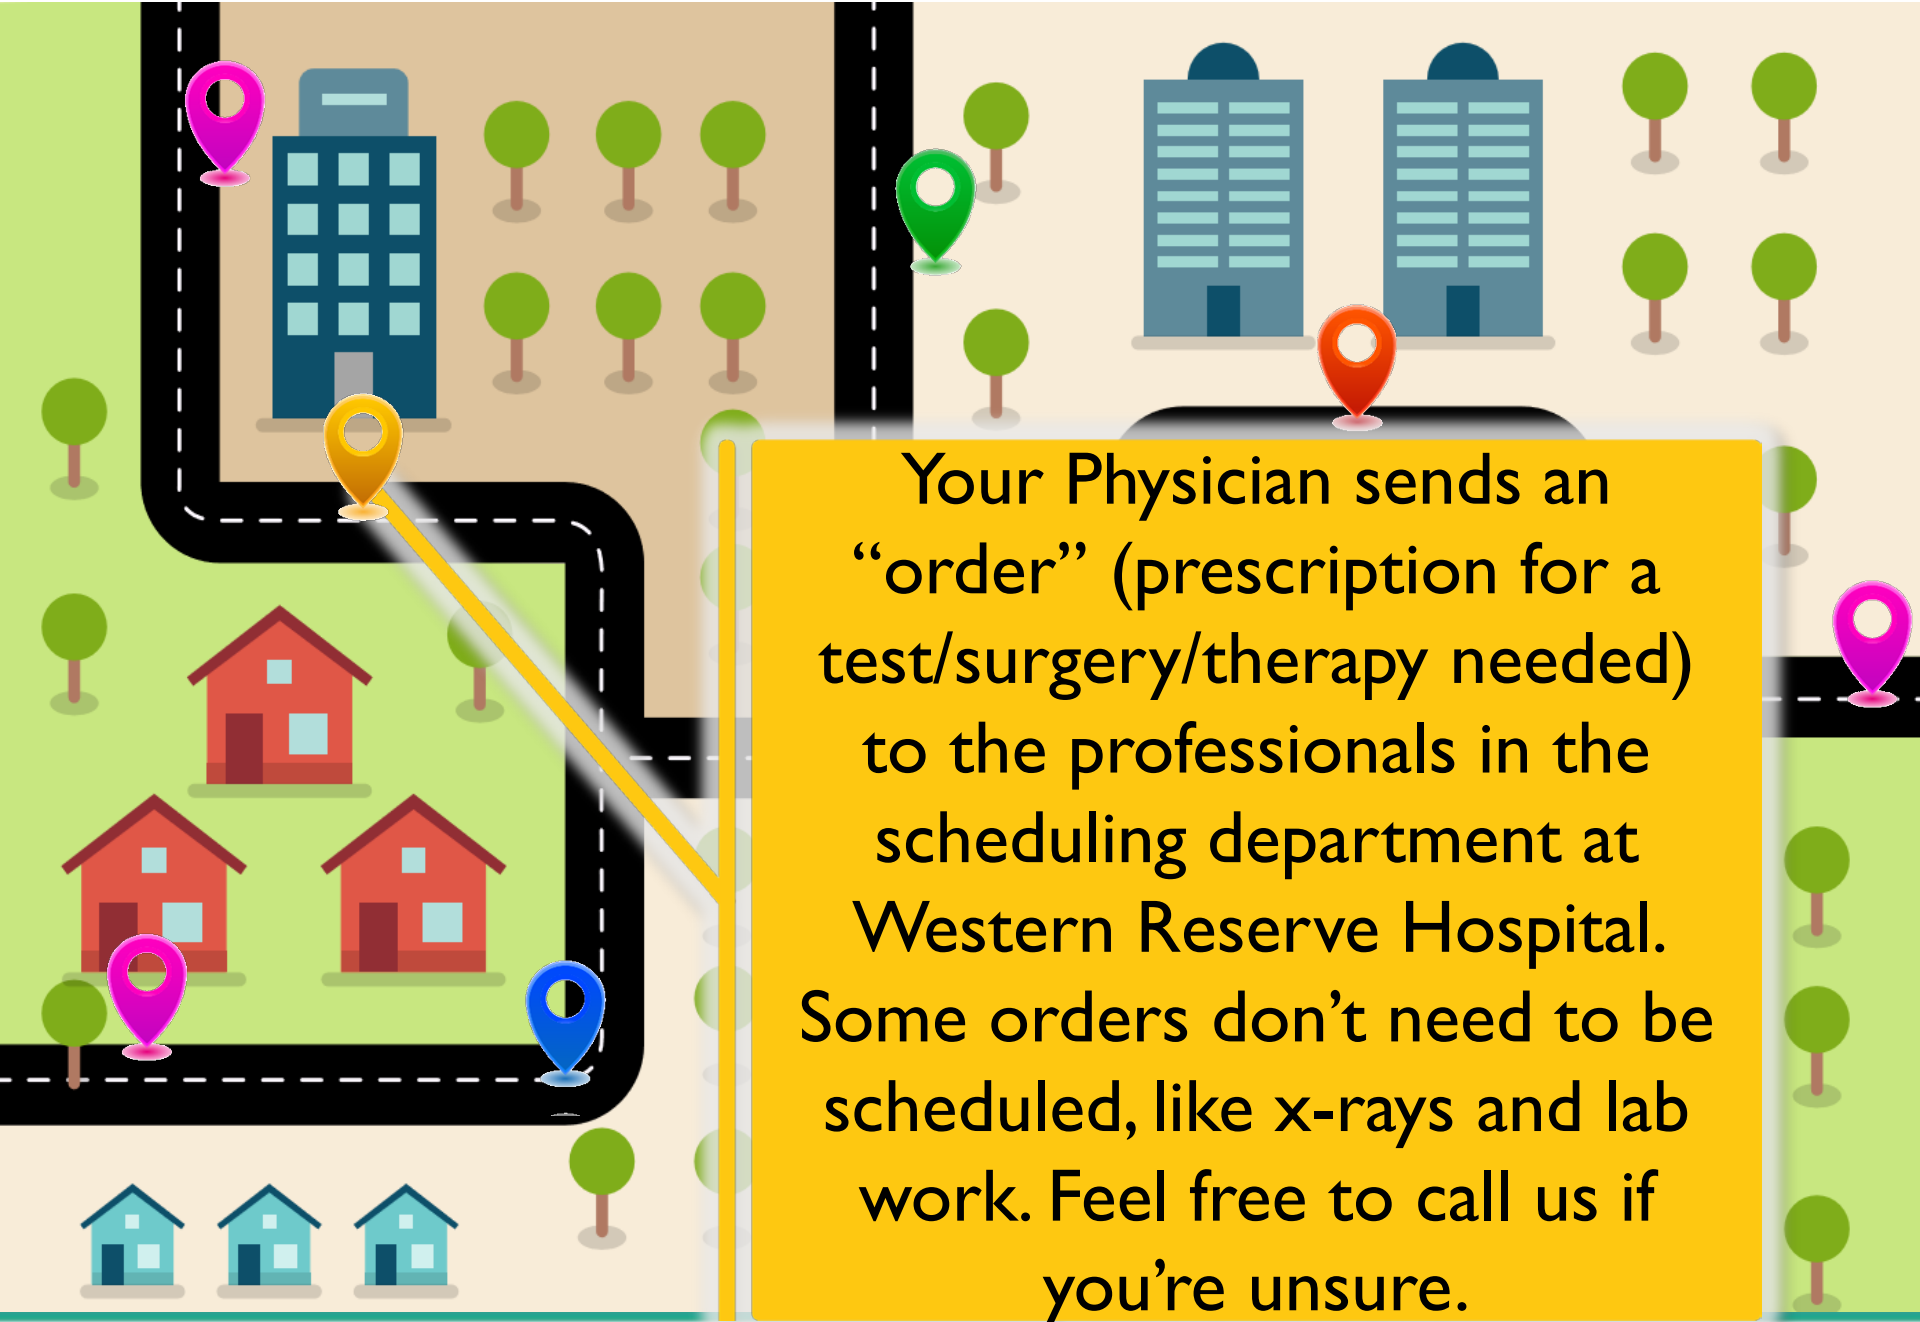 Your Physician sends an
“order” (prescription for a
test/surgery/therapy needed)
to the professionals in the
scheduling department at
Western Reserve Hospital.
Some orders don’t need to be
scheduled, like x-rays and lab
work. Feel free to call us if
you’re unsure.